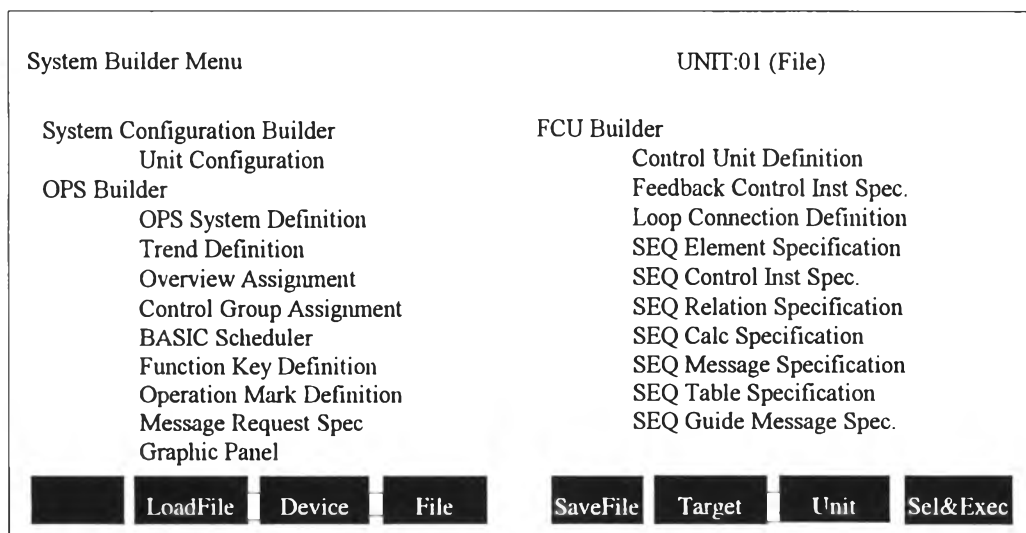 System Builder Menu
UNIT:01 (File)
System Configuration Builder
Unit Configuration
OPS Builder
OPS System Definition
Trend Definition
Overview Assignment
Control Group Assignment
BASIC Scheduler
Function Key Definition
Operation Mark Definition
Message Request Spec
Graphic Panel
FCU Builder
Control Unit Definition
Feedback Control Inst Spec.
Loop Connection Definition
SEQ Element Specification
SEQ Control Inst Spec.
SEQ Relation Specification
SEQ Calc Specification
SEQ Message Specification
SEQ Table Specification
SEQ Guide Message Spec.
LoadFile Device File SaveFile Target Unit Sel&Exec